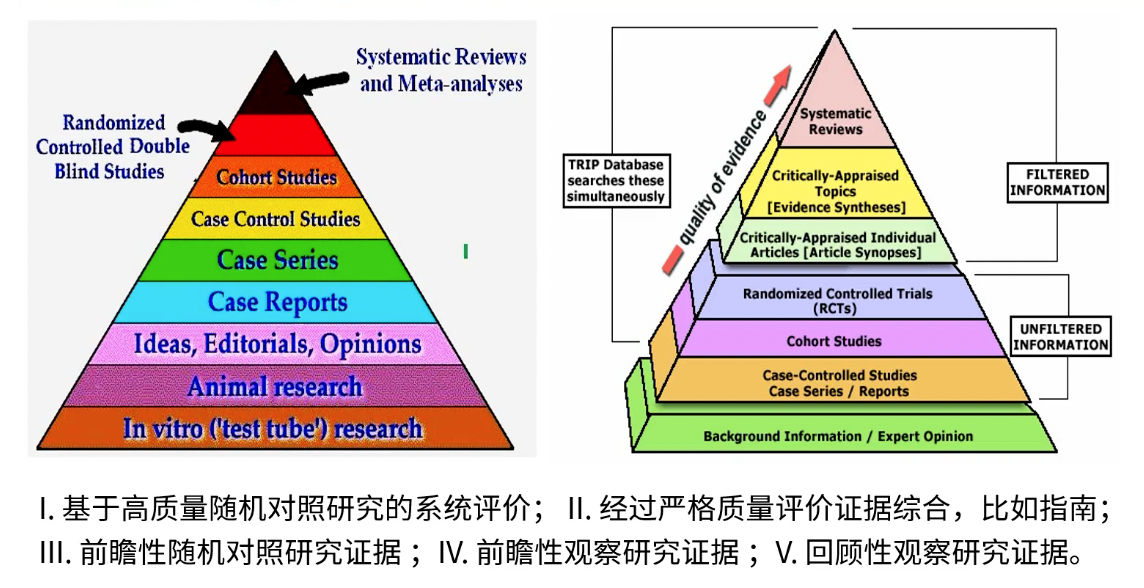 Systematic Reviews
and Meta-analyses
Randomized
Controlled Double
Blind Studies
Cohort Studies
Case Control Studies
Case Series
Case Reports
Ideas, Editorials, Opinions
Animal research
In vitro ('test tube') research
TRIP Database
searches these
simultaneously
quality of evidence
Systematic
Reviews
Critically-Appraised
Topics
[Evidence Syntheses]
Critically-Appraised Individual
Articles [Article Synopses]
Randomized Controlled Trials
(RCTs)
Cohort Studies
Case-Controlled Studies
Case Series / Reports
Background Information / Expert Opinion
FILTERED
INFORMATION
UNFILTERED
INFORMATION
I. 基于高质量随机对照研究的系统评价； II. 经过严格质量评价证据综合，比如指南；
III. 前瞻性随机对照研究证据 ；IV. 前瞻性观察研究证据 ；V. 回顾性观察研究证据。